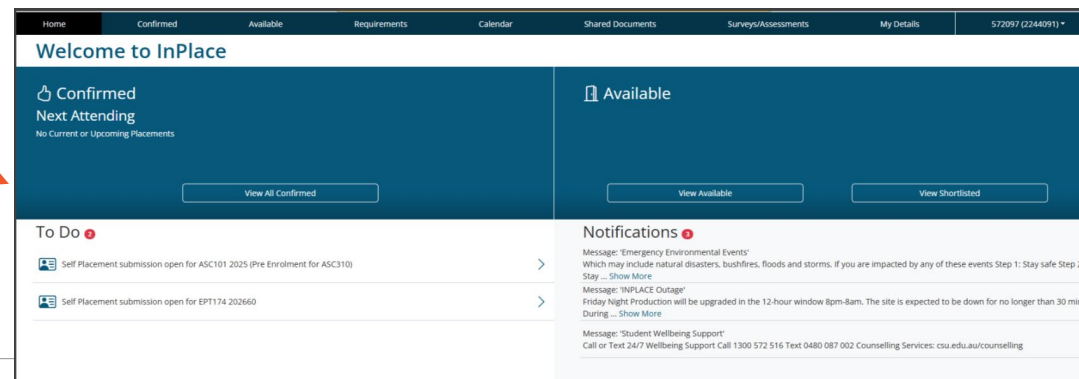 Home Confirmed Available Requirements Calendar Shared Documents Surveys/Assessments My Details 572097 (2244091)
Welcome to InPlace
Confirmed
Next Attending
No Current or Upcoming Placements
View All Confirmed
Available
View Available View Shortlisted
To Do 2
Self Placement submission open for ASC101 2025 (Pre Enrolment for ASC310)
Self Placement submission open for EPT174 202660
Notifications 3
Message: 'Emergency Environmental Events'
Which may include natural disasters, bushfires, floods and storms. If you are impacted by any of these events Step 1: Stay safe Step
Stay ... Show More
Message: 'INPLACE Outage'
Friday Night Production will be upgraded in the 12-hour window 8pm-8am. The site is expected to be down for no longer than 30
During ... Show More
Message: 'Student Wellbeing Support'
Call or Text 24/7 Wellbeing Support Call 1300 572 516 Text 0480 087 002 Counselling Services: csu.edu.au/counselling